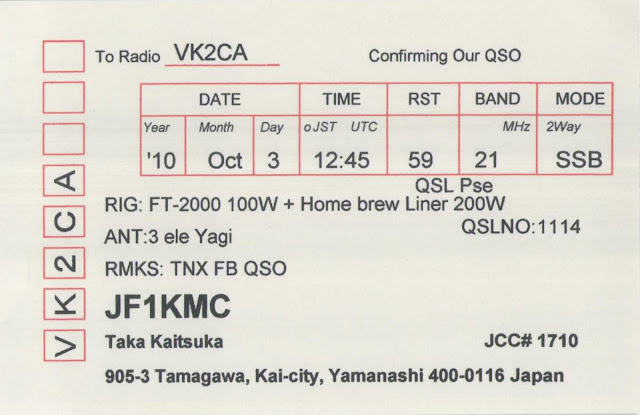 To Radio VK2CA Confirming Our QSO
DATE TIME RST BAND MODE
Year Month Day oJST UTC MHz 2Way
'10 Oct 3 12:45 59 21 SSB
QSL Pse
RIG: FT-2000 100W + Home brew Liner 200W
QSLNO:1114
ANT:3 ele Yagi
RMKS: TNX FB QSO
JF1KMC
Taka Kaitsuka JCC# 1710
905-3 Tamagawa, Kai-city, Yamanashi 400-0116 Japan
VK2CA